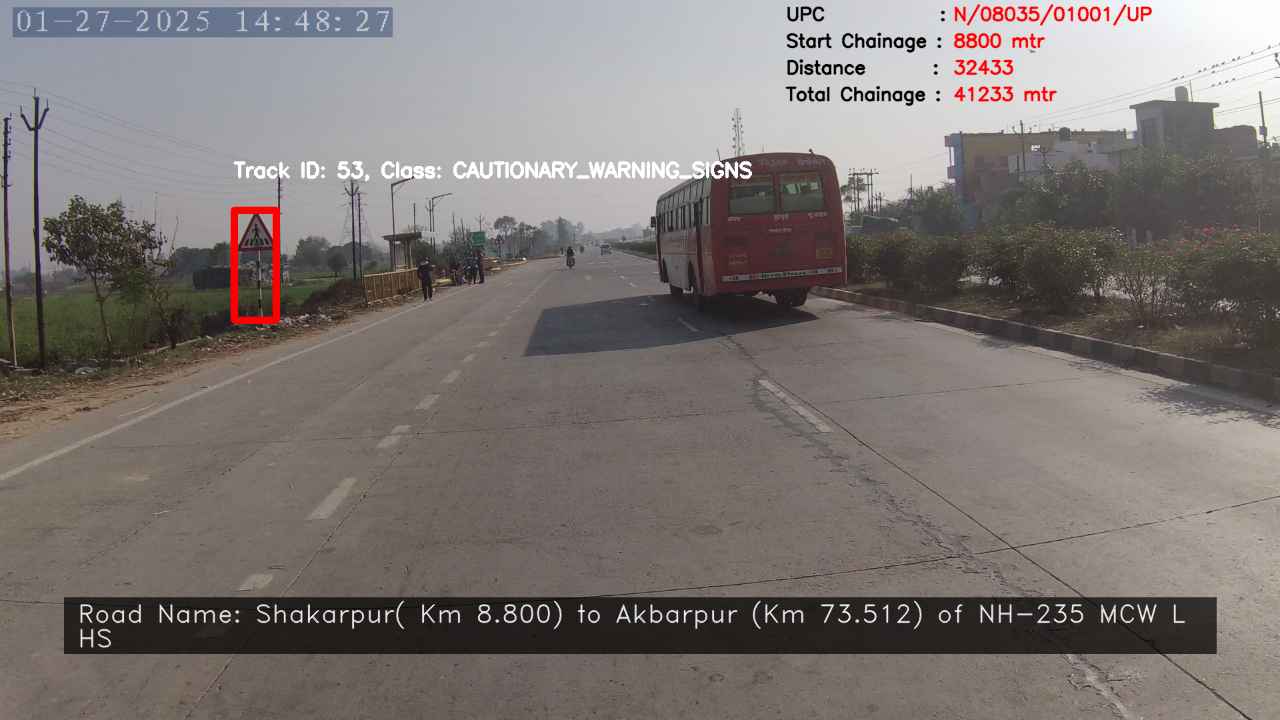 01-27-2025 14:48:27
UPC : N/08035/01001/UP
Start Chainage : 8800 mtr
Distance : 32433
Total Chainage : 41233 mtr
Track ID: 53, Class: CAUTIONARY_WARNING_SIGNS
Road Name: Shakarpur( Km 8.800) to Akbarpur (Km 73.512) of NH-235 MCW L
HS